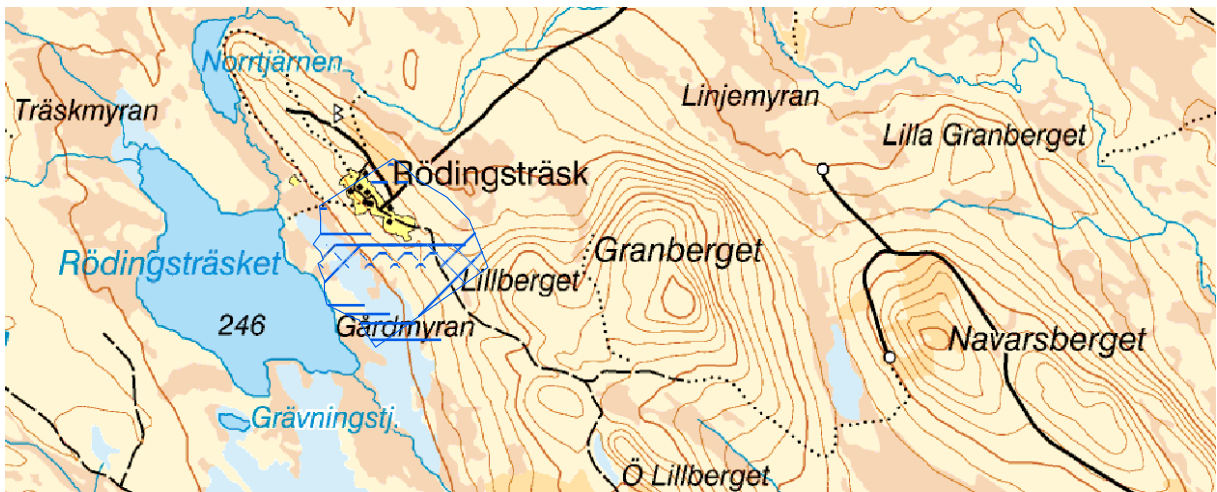 Norrtjärnen
Träskmyran
Linjemyran
Lilla Granberget
Rödingsträsk
Rödingsträsket
Granberget
Lillberget
246
Gårdmyran
Navarsberget
Grävningstj.
Ö Lillberget